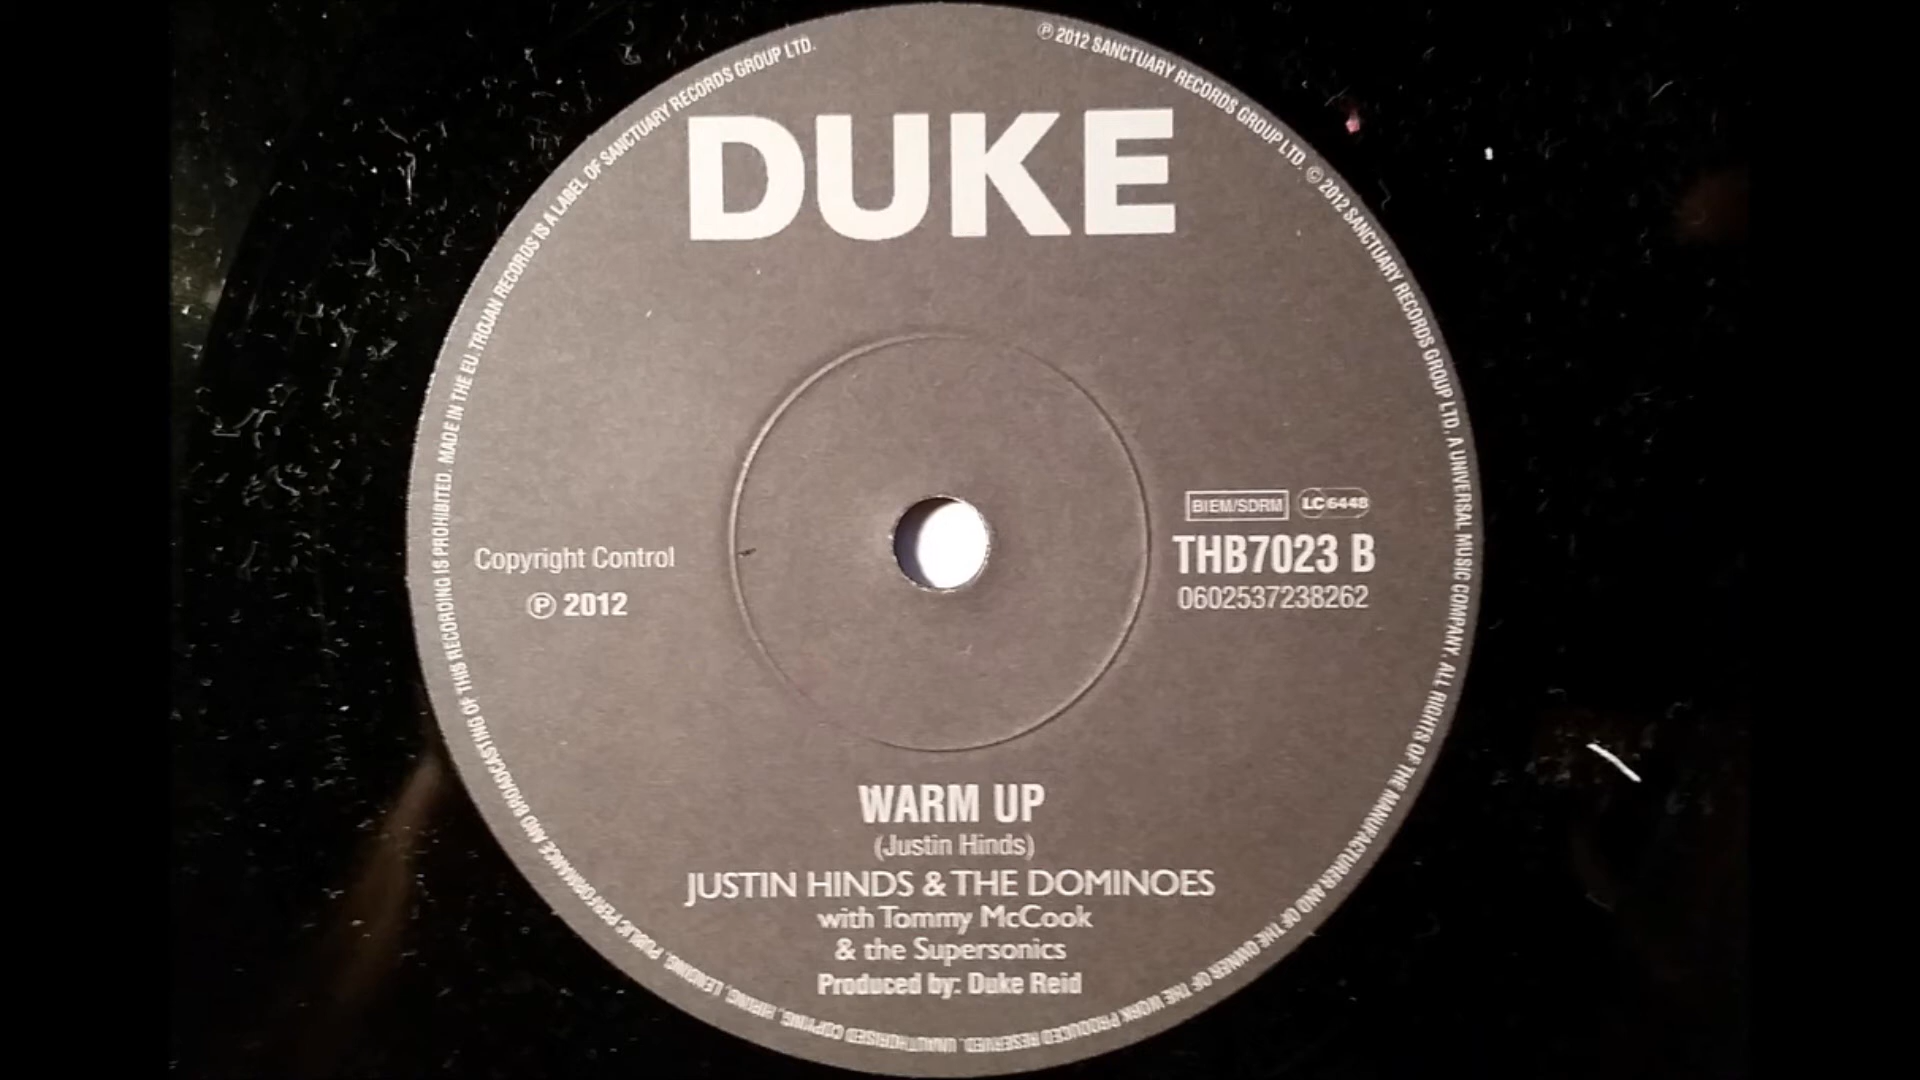 DUKE
℗ 2012 SANCTUARY RECORDS GROUP LTD. © 2012 SANCTUARY RECORDS GROUP LTD. A UNIVERSAL MUSIC COMPANY. ALL RIGHTS OF THE MANUFACTURER AND OF THE OWNER OF THE WORK PRODUCED RESERVED. UNAUTHORISED COPYING, HIRING, LENDING, PUBLIC PERFORMANCE AND BROADCASTING OF THIS RECORDING IS PROHIBITED. MADE IN THE EU. TROJAN RECORDS IS A LABEL OF SANCTUARY RECORDS GROUP LTD.
BIEM/SDRM LC 6448
Copyright Control
℗ 2012
THB7023 B
0602537238262
WARM UP
(Justin Hinds)
JUSTIN HINDS & THE DOMINOES
with Tommy McCook
& the Supersonics
Produced by: Duke Reid